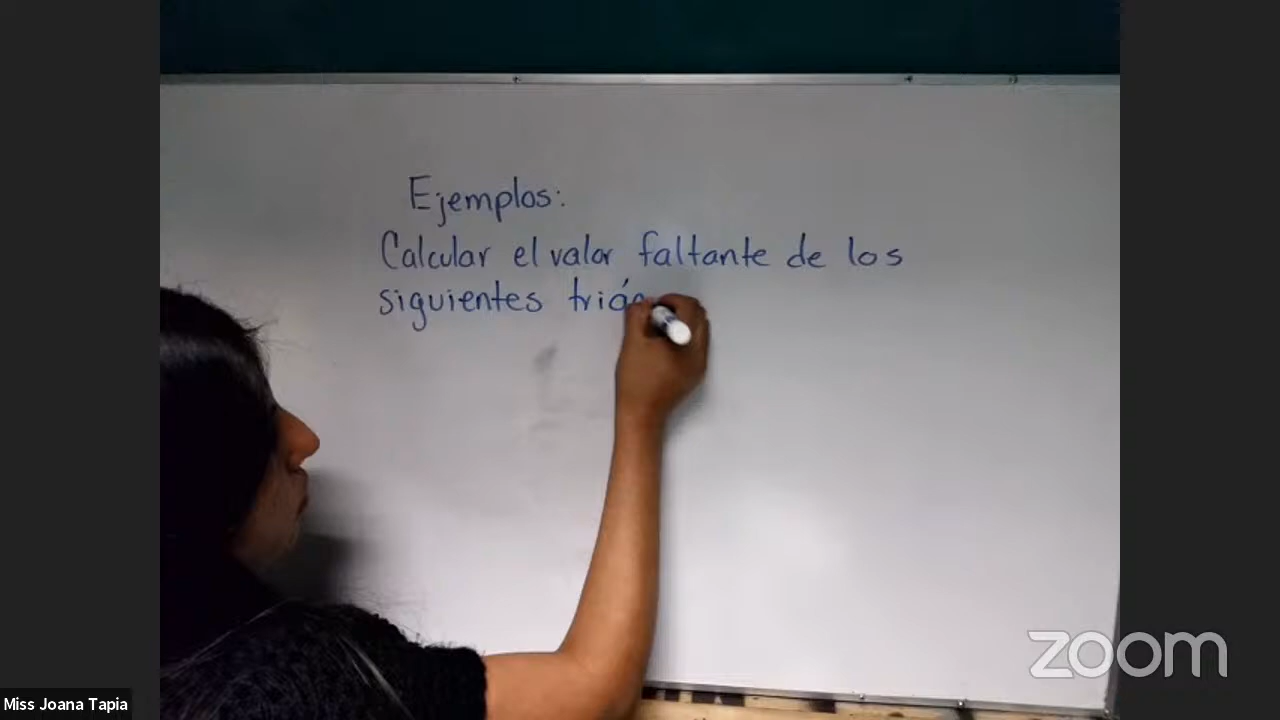 Ejemplos:
Calcular el valor faltante de los
siguientes
zoom
Miss Joana Tapia